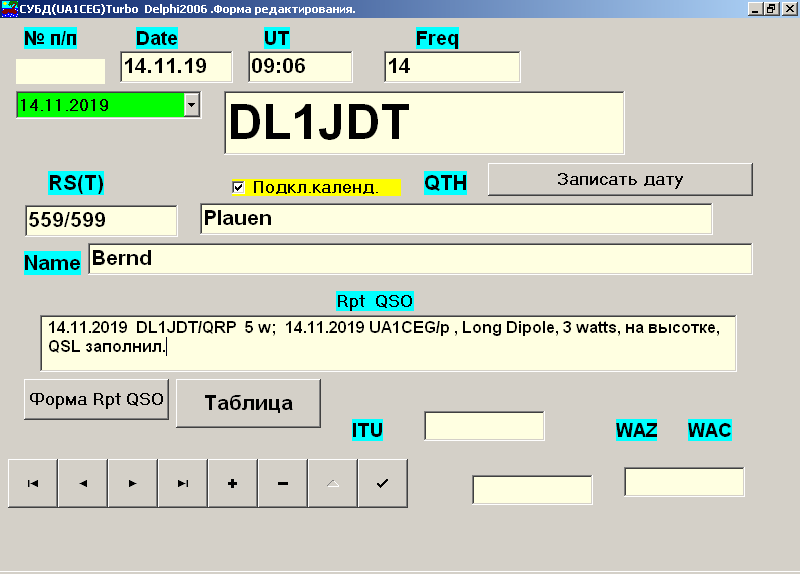 СУБД(UA1CEG)Turbo Delphi2006 .Форма редактирования.
№ п/п Date UT Freq
14.11.19 09:06 14
14.11.2019
DL1JDT
RS(T) Подкл.календ. QTH Записать дату
559/599 Plauen
Name Bernd
Rpt QSO
14.11.2019 DL1JDT/QRP 5 w; 14.11.2019 UA1CEG/p , Long Dipole, 3 watts, на высотке,
QSL заполнил.
Форма Rpt QSO Таблица
ITU WAZ WAC